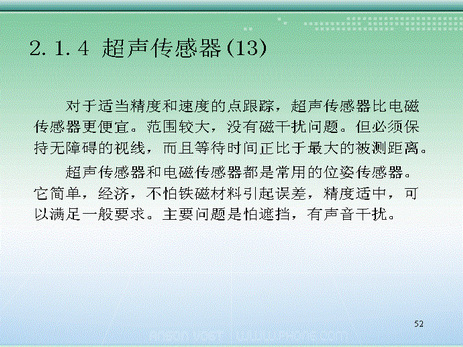 2.1.4 超声传感器(13)
对于适当精度和速度的点跟踪，超声传感器比电磁
传感器更便宜。范围较大，没有磁干扰问题。但必须保
持无障碍的视线，而且等待时间正比于最大的被测距离。
超声传感器和电磁传感器都是常用的位姿传感器。
它简单，经济，不怕铁磁材料引起误差，精度适中，可
以满足一般要求。主要问题是怕遮挡，有声音干扰。
52